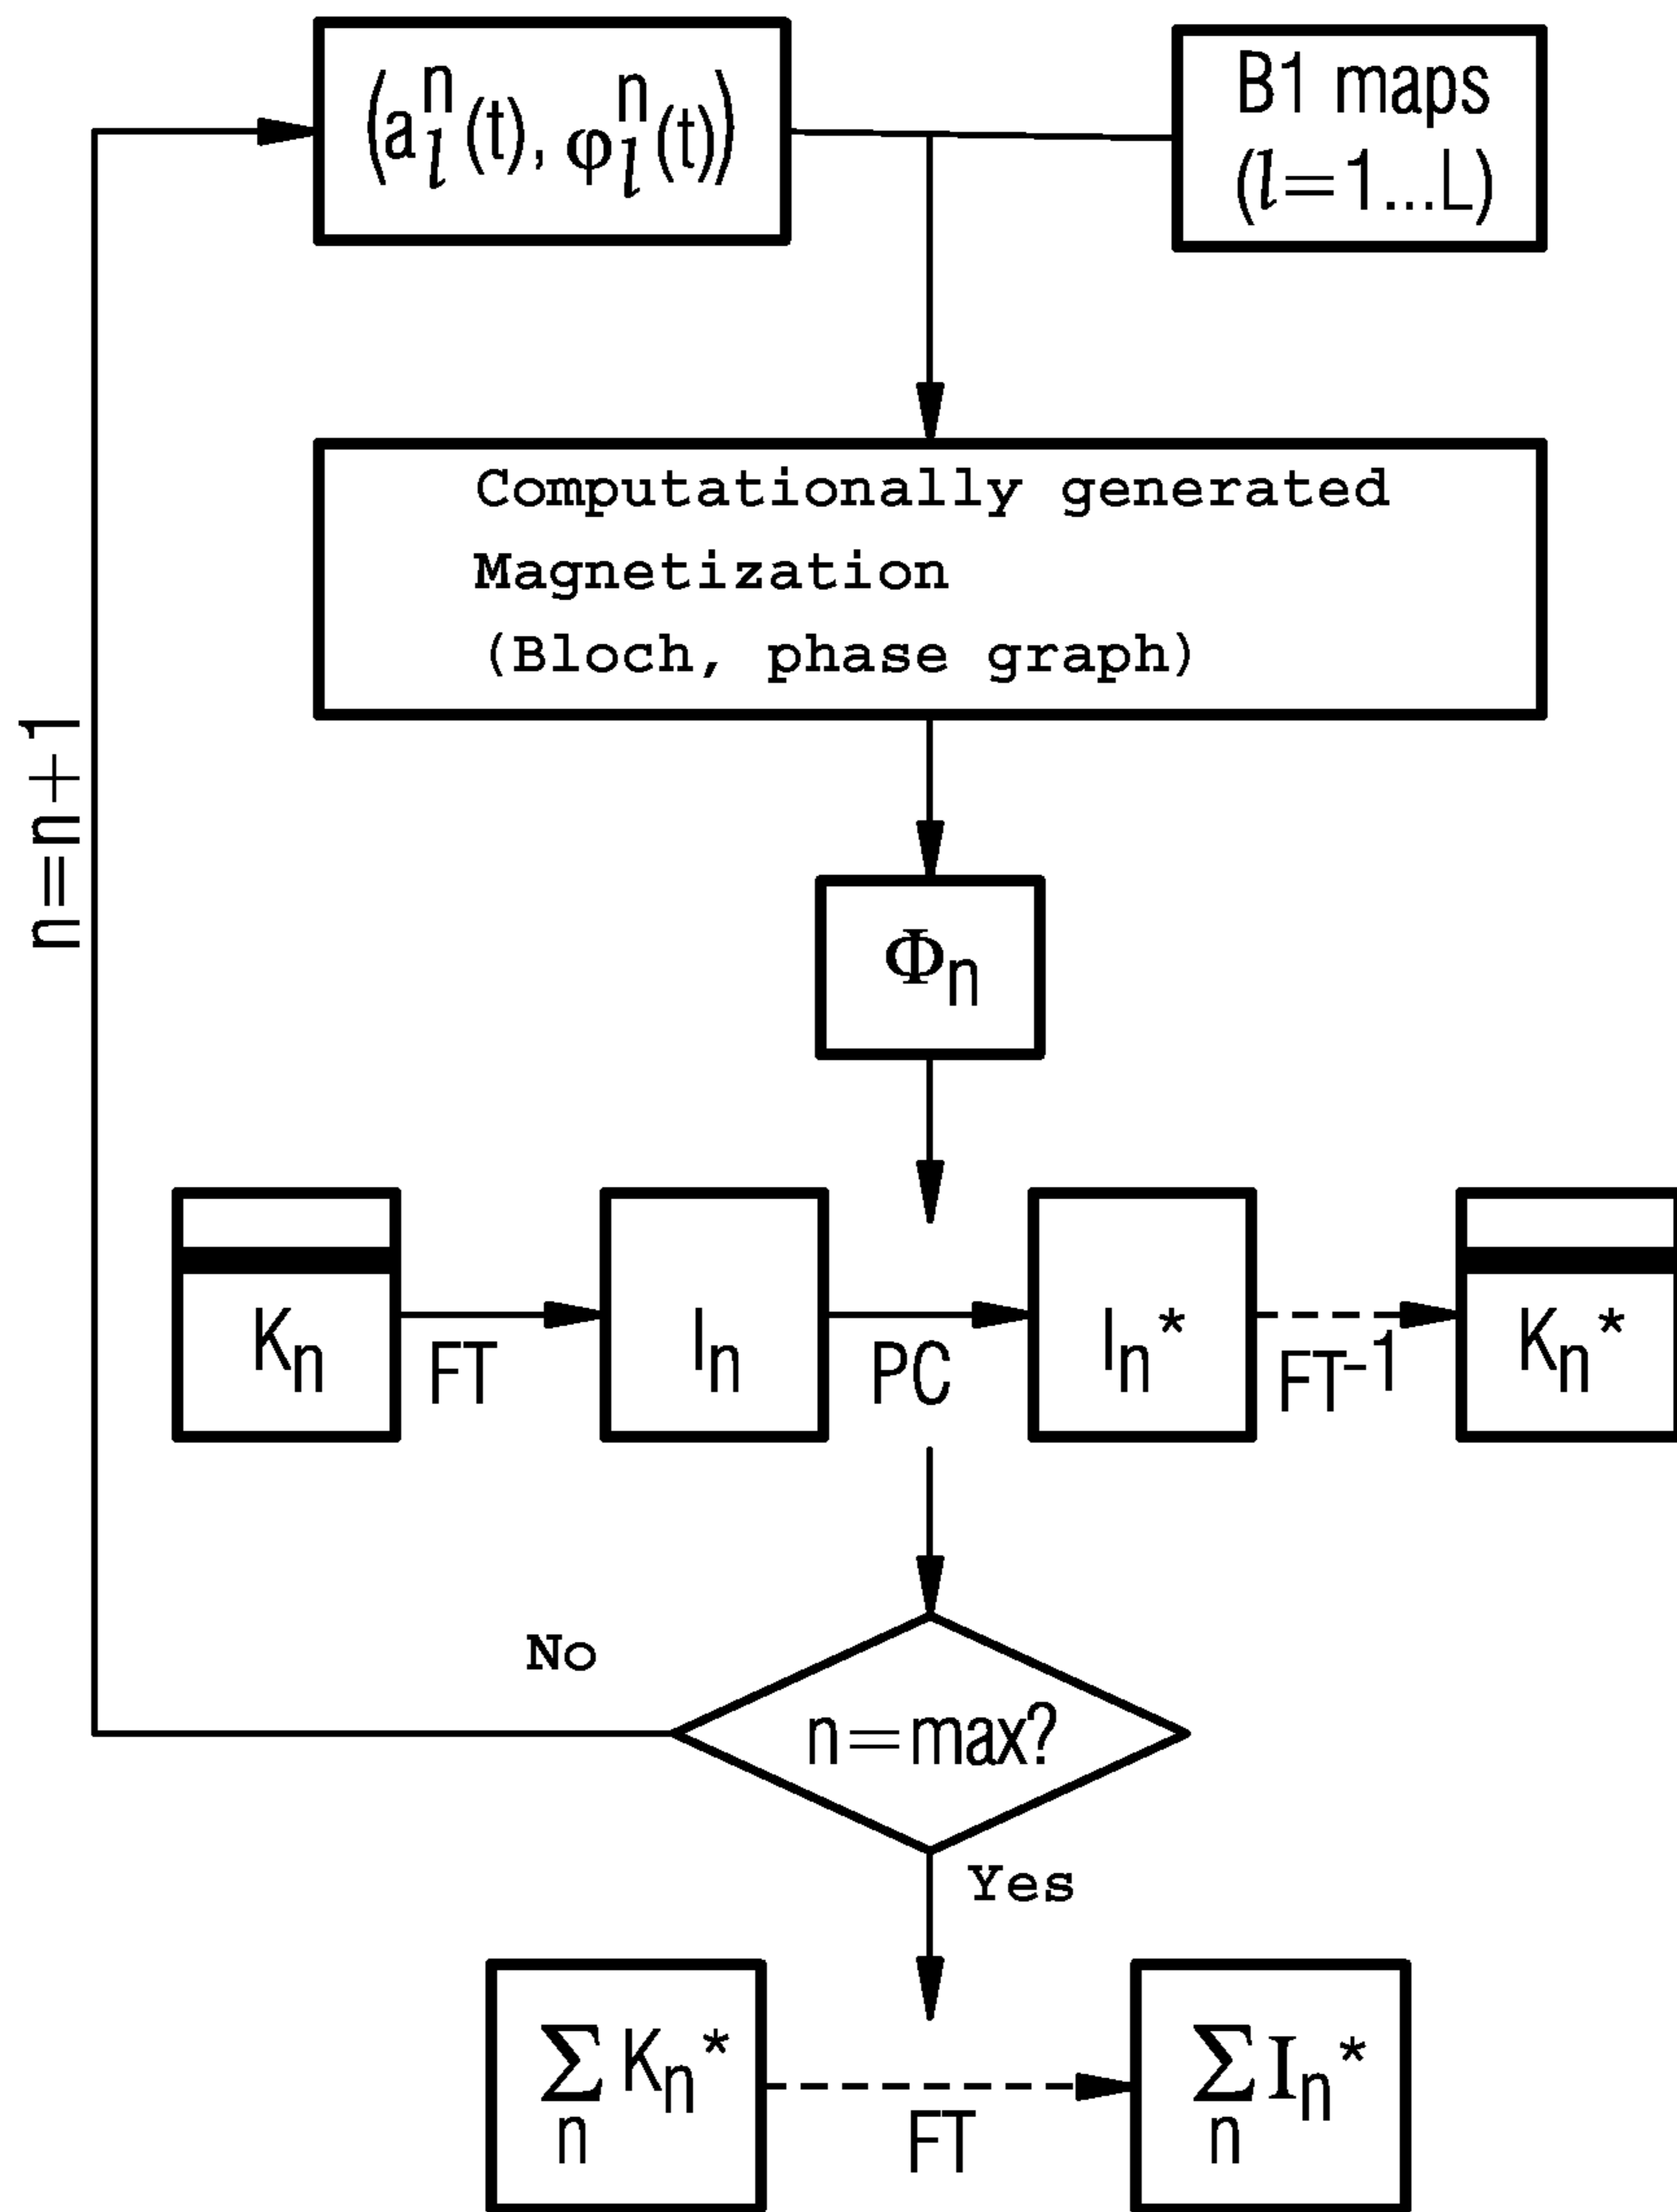 (a_l^n(t), φ_l^n(t))
B1 maps
(l=1...L)
Computationally generated
Magnetization
(Bloch, phase graph)
n=n+1
Φn
Kn
FT
In
PC
In*
FT-1
Kn*
No
n=max?
Yes
∑n Kn*
FT
∑n In*